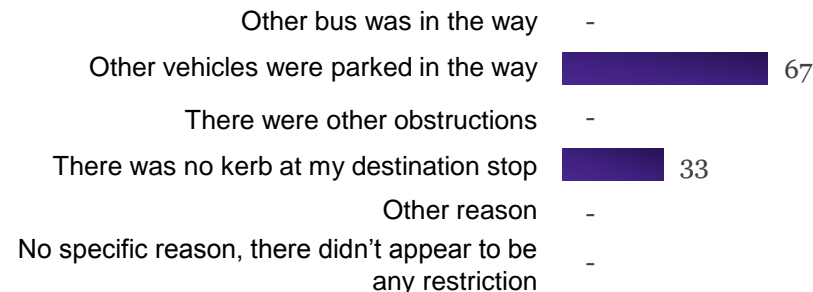 Other bus was in the way -
Other vehicles were parked in the way 67
There were other obstructions -
There was no kerb at my destination stop 33
Other reason -
No specific reason, there didn’t appear to be
any restriction -